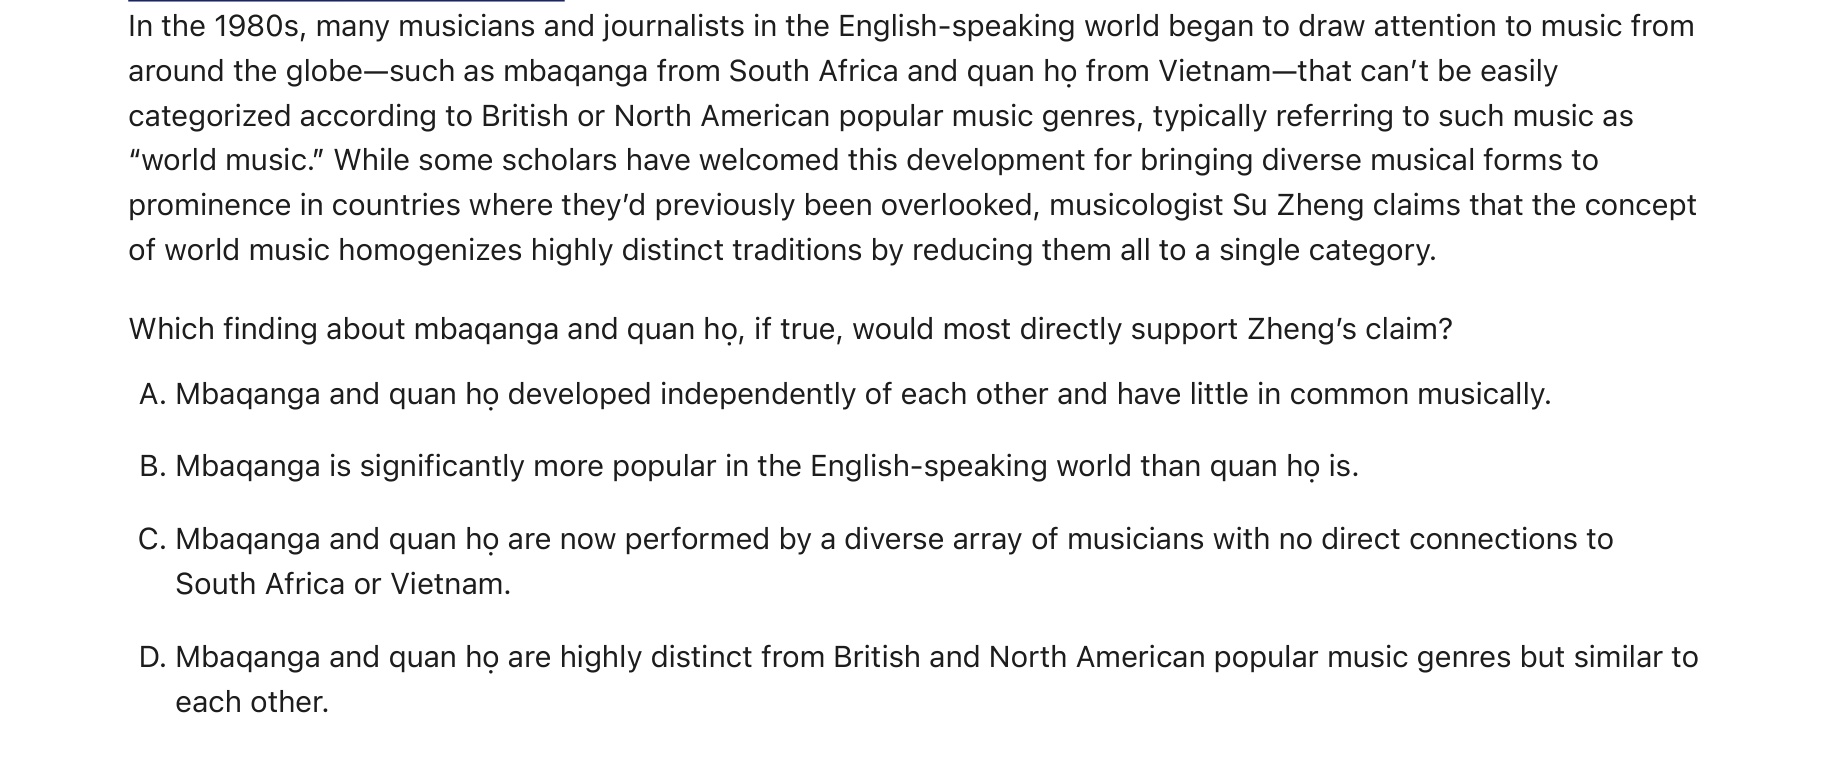 In the 1980s, many musicians and journalists in the English-speaking world began to draw attention to music from
around the globe—such as mbaqanga from South Africa and quan họ from Vietnam—that can’t be easily
categorized according to British or North American popular music genres, typically referring to such music as
“world music.” While some scholars have welcomed this development for bringing diverse musical forms to
prominence in countries where they’d previously been overlooked, musicologist Su Zheng claims that the concept
of world music homogenizes highly distinct traditions by reducing them all to a single category.
Which finding about mbaqanga and quan họ, if true, would most directly support Zheng’s claim?
A. Mbaqanga and quan họ developed independently of each other and have little in common musically.
B. Mbaqanga is significantly more popular in the English-speaking world than quan họ is.
C. Mbaqanga and quan họ are now performed by a diverse array of musicians with no direct connections to
South Africa or Vietnam.
D. Mbaqanga and quan họ are highly distinct from British and North American popular music genres but similar to
each other.